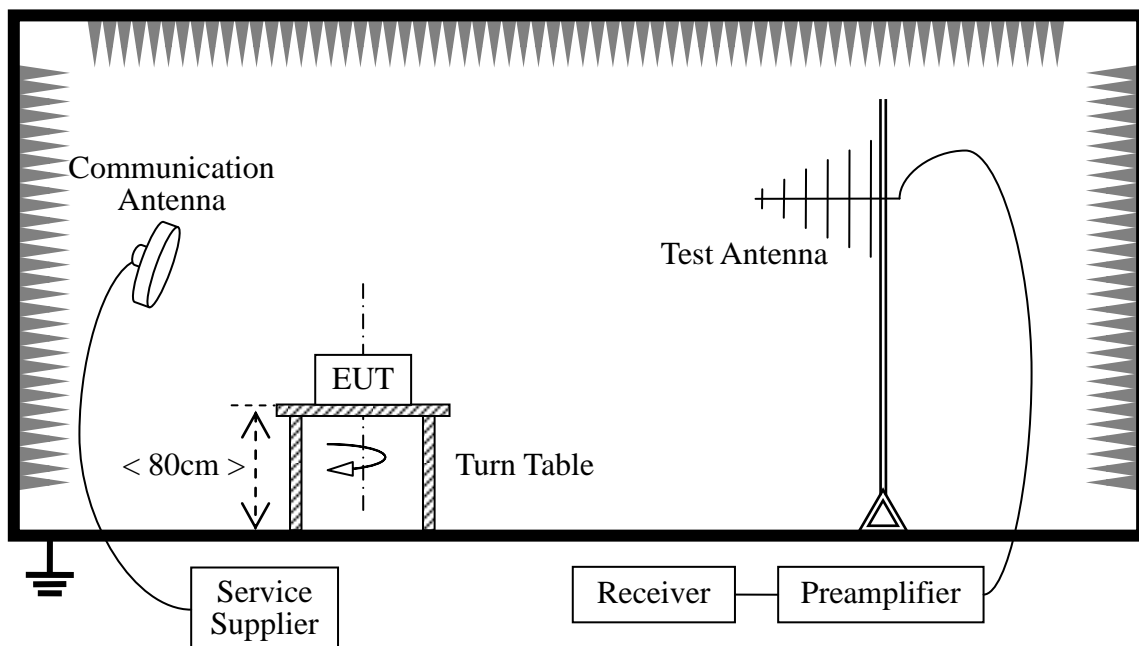 Communication
Antenna
Test Antenna
EUT
< 80cm >
Turn Table
Service
Supplier
Receiver
Preamplifier